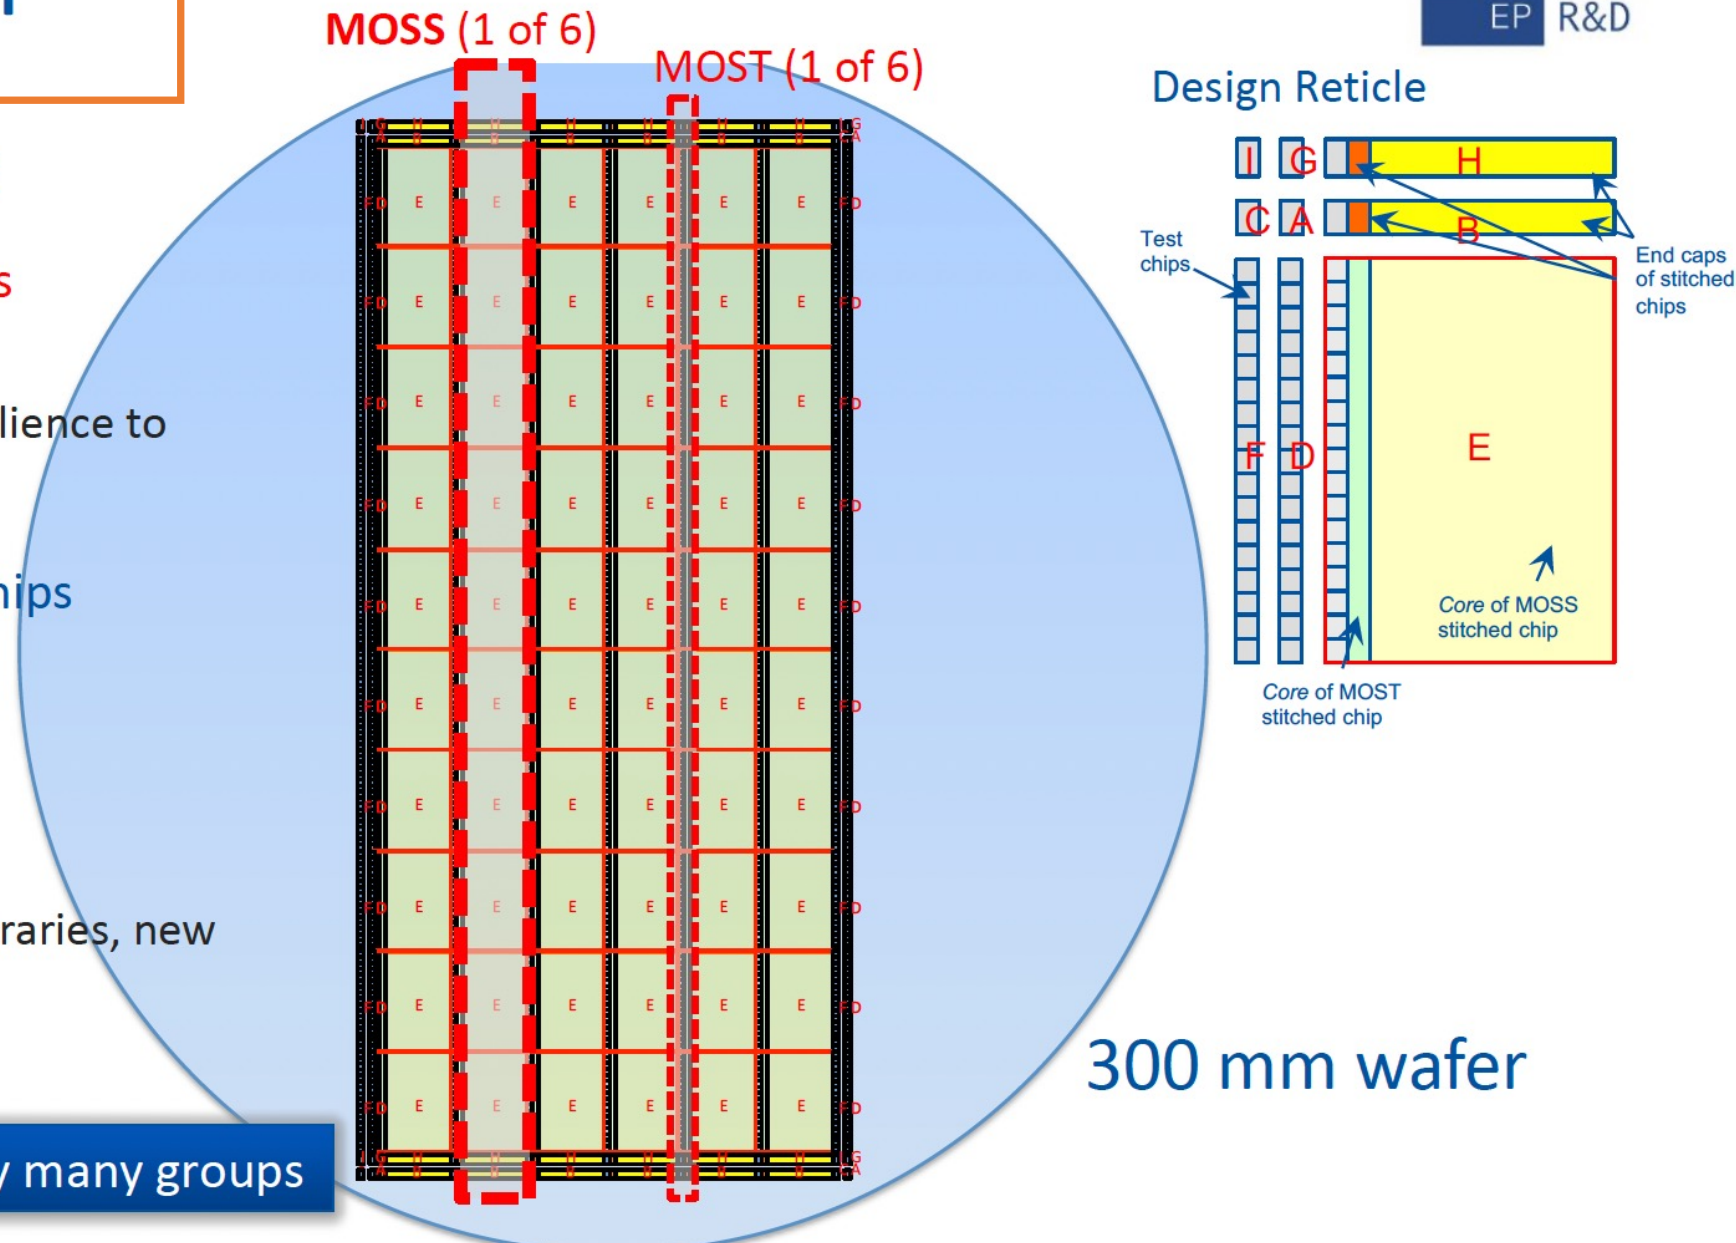 MOSS (1 of 6)
MOST (1 of 6)
EP R&D
Design Reticle
I G H
C A B
Test
chips
End caps
of stitched
chips
F D E
Core of MOSS
stitched chip
Core of MOST
stitched chip
s
lience to
hips
raries, new
y many groups
300 mm wafer
I G H H H H H H I G
A C A
F D E E E E E E F D
F D E E E E E E F D
F D E E E E E E F D
F D E E E E E E F D
F D E E E E E E F D
F D E E E E E E F D
F D E E E E E E F D
F D E E E E E E F D
F D E E E E E E F D
F D E E E E E E F D